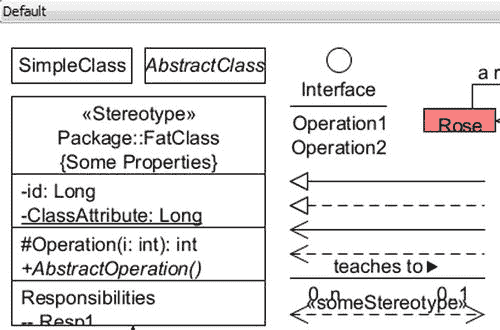 Default
SimpleClass
AbstractClass
Interface
a r
«Stereotype»
Package::FatClass
{Some Properties}
Operation1
Operation2
Rose
-id: Long
-ClassAttribute: Long
#Operation(i: int): int
+AbstractOperation()
teaches to
Responsibilities
-- Resp1
0..n
0..1
«someStereotype»